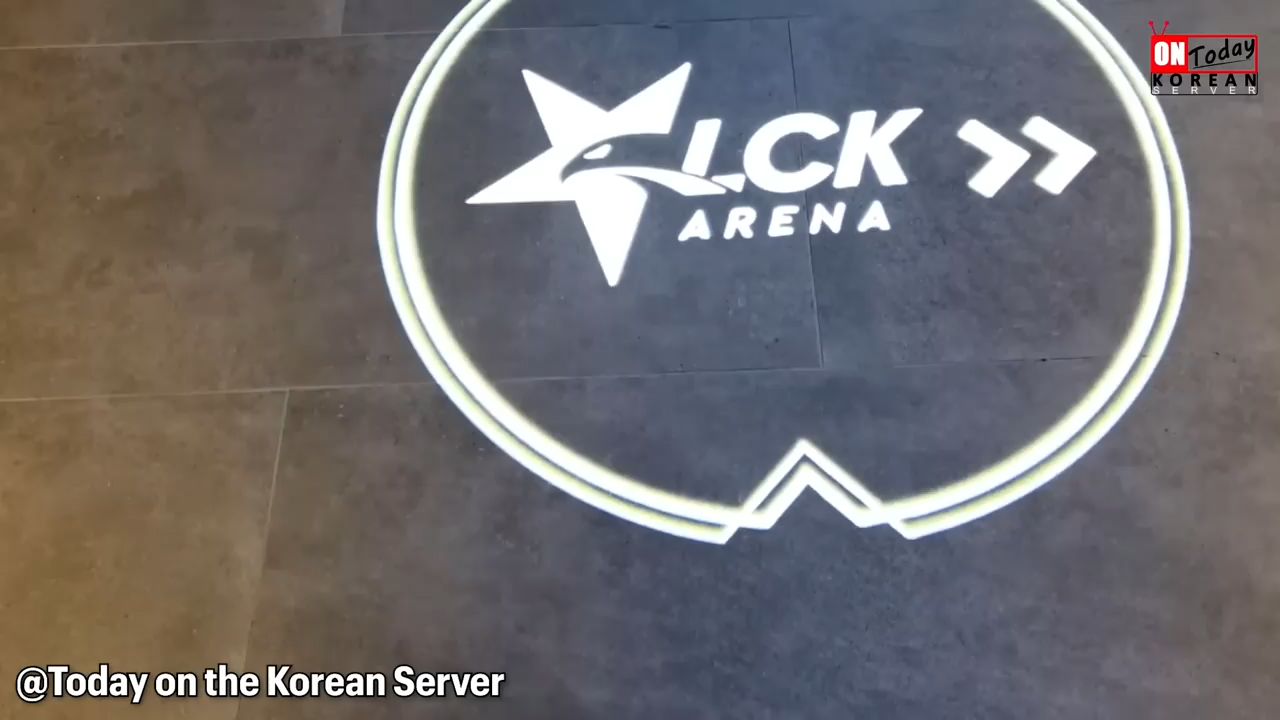 LCK
ARENA
ON Today
KOREAN
SERVER
@Today on the Korean Server